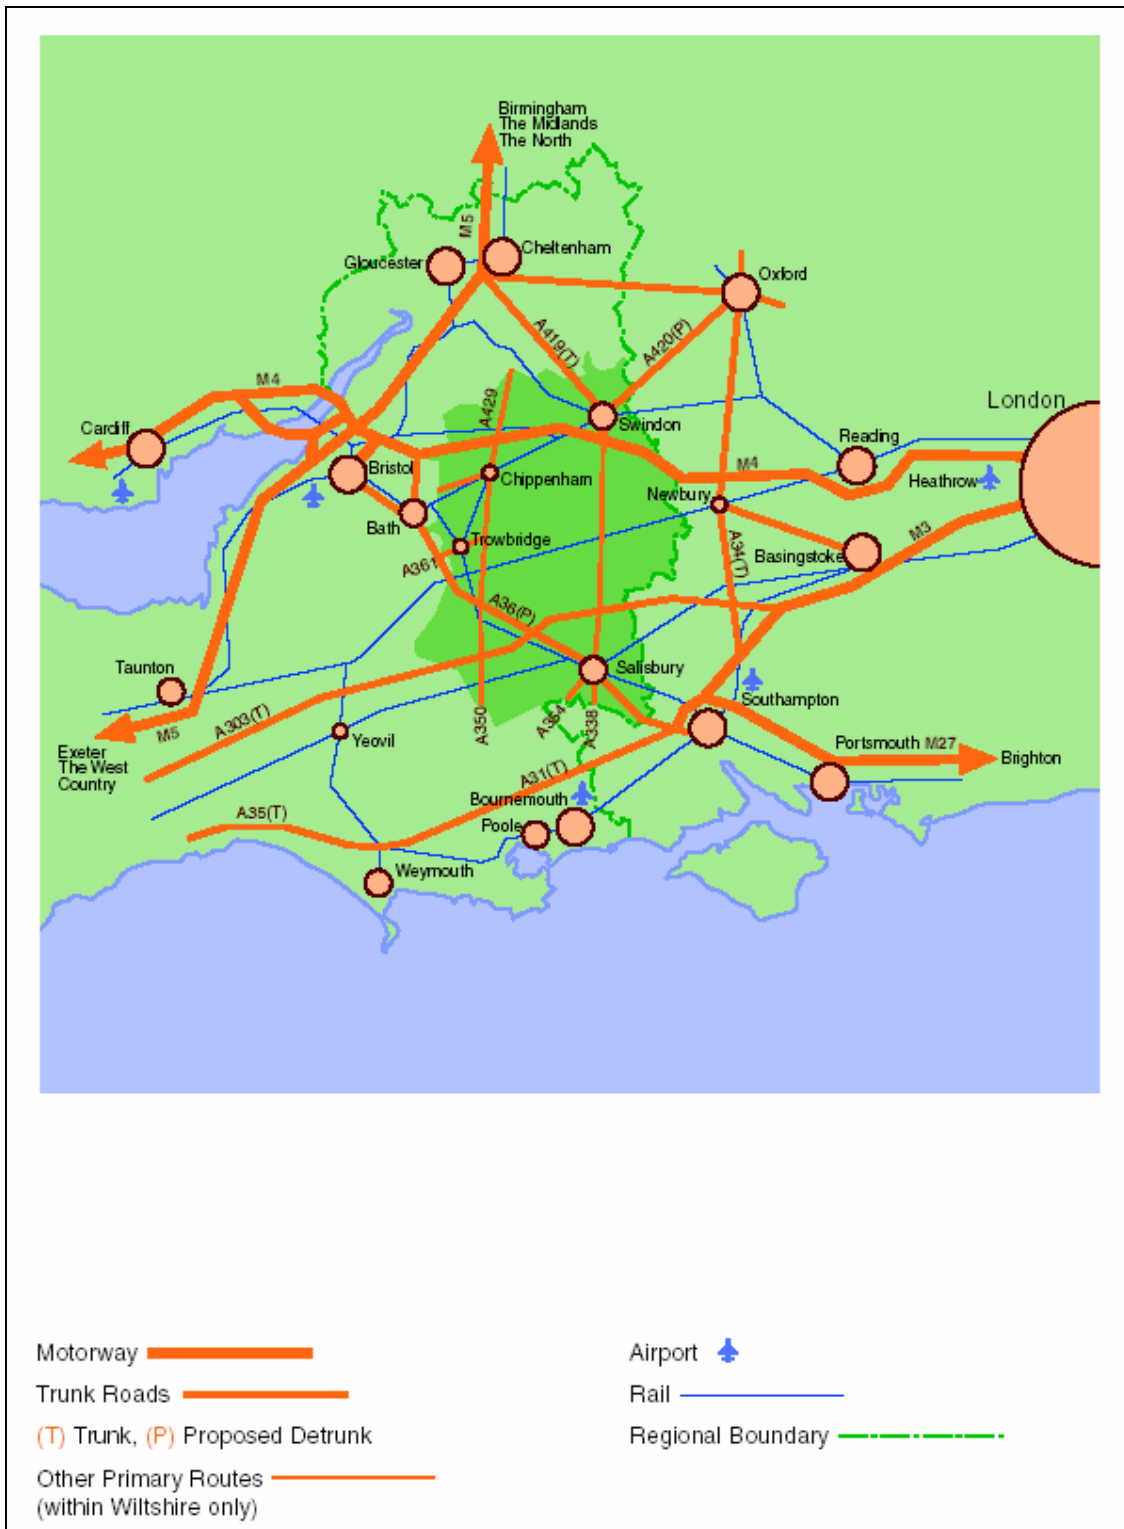 Birmingham
The Midlands
The North
M5
Cheltenham
Gloucester
Oxford
A419(T)
A420(P)
M4
A429
London
Cardiff
Swindon
Reading
Bristol
M4
Chippenham
Heathrow
Newbury
Bath
M3
Trowbridge
A34(T)
Basingstoke
A361
A36(P)
Taunton
Salisbury
Southampton
A303(T)
A350
A354
A338
M5
Yeovil
Portsmouth M27
Exeter
The West
Country
Brighton
A31(T)
Bournemouth
A35(T)
Poole
Weymouth
Motorway
Airport
Trunk Roads
Rail
(T) Trunk, (P) Proposed Detrunk
Regional Boundary
Other Primary Routes
(within Wiltshire only)